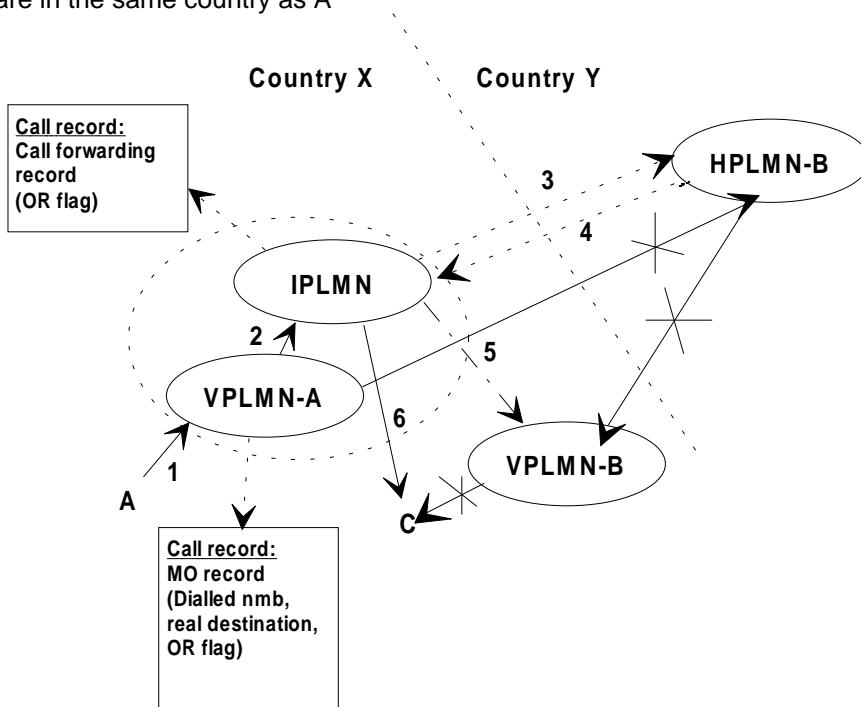 are in the same country as A
Country X
Country Y
Call record:
Call forwarding
record
(OR flag)
HPLMN-B
3
4
IPLMN
2
5
VPLMN-A
6
VPLMN-B
1
A
C
Call record:
MO record
(Dialled nmb,
real destination,
OR flag)